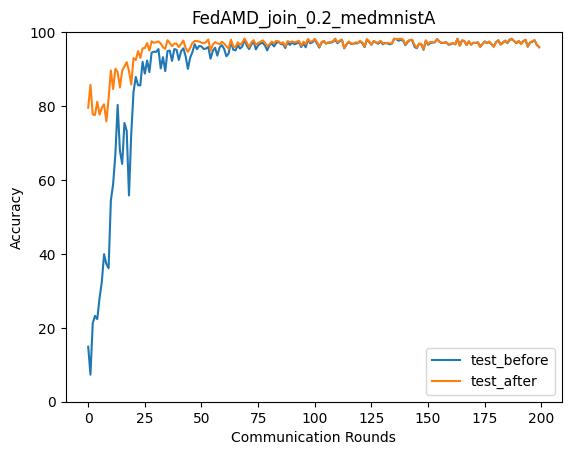 FedAMD_join_0.2_medmnistA
Accuracy
100
80
60
40
20
0
0 25 50 75 100 125 150 175 200
Communication Rounds
test_before
test_after